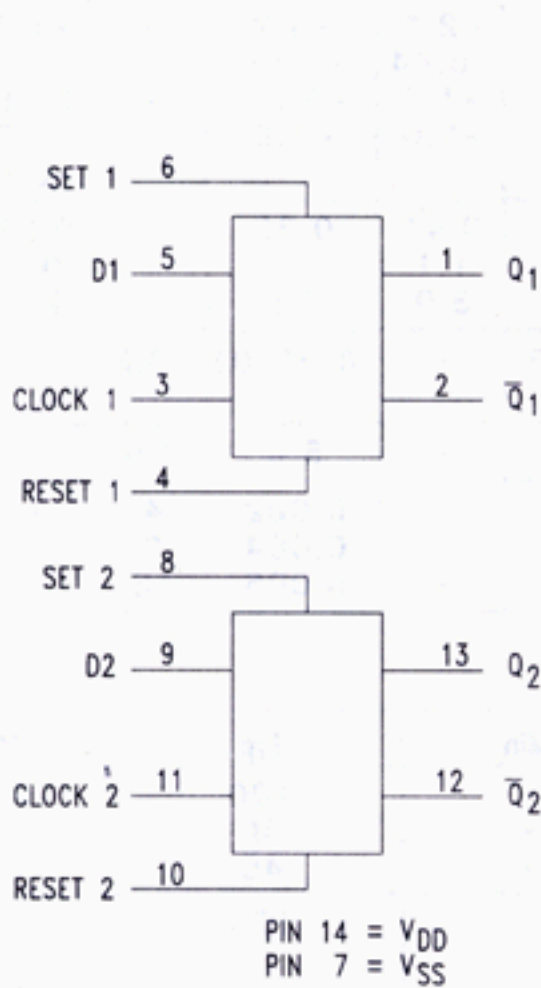 SET 1 6
D1 5 1 Q1
CLOCK 1 3 2 Q̅1
RESET 1 4
SET 2 8
D2 9 13 Q2
CLOCK 2 11 12 Q̅2
RESET 2 10
PIN 14 = VDD
PIN 7 = VSS